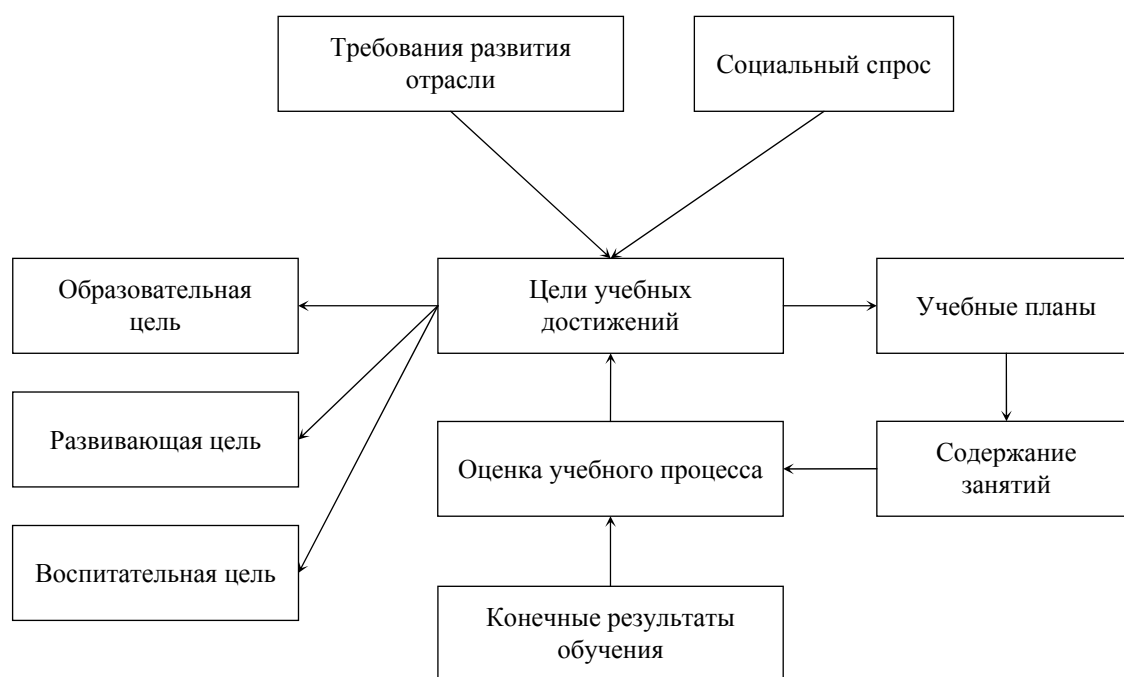 Требования развития
отрасли
Социальный спрос
Образовательная
цель
Цели учебных
достижений
Учебные планы
Развивающая цель
Оценка учебного процесса
Содержание
занятий
Воспитательная цель
Конечные результаты
обучения